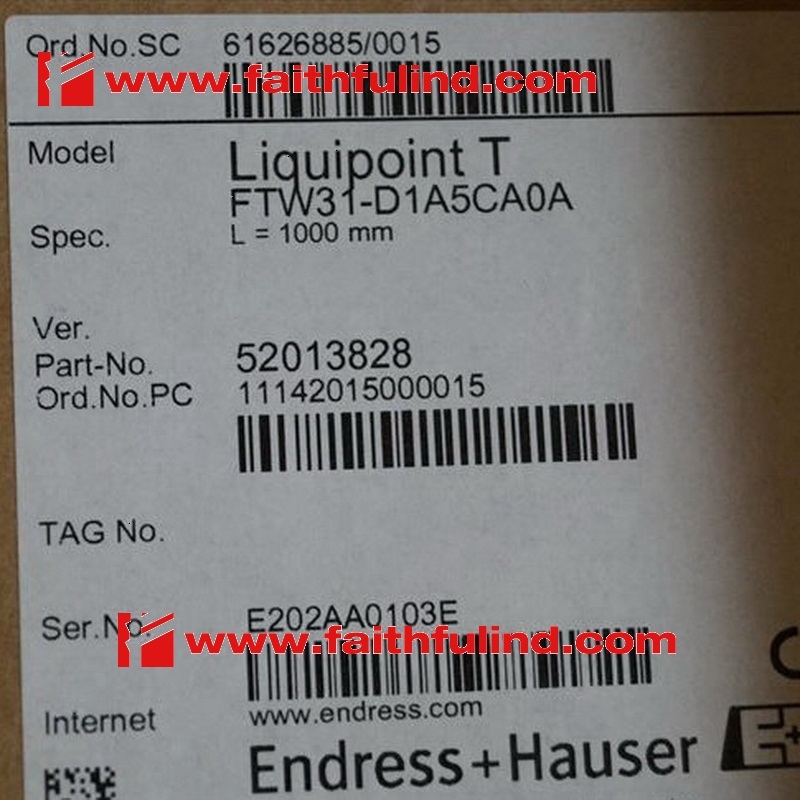 Ord.No.SC 61626885/0015
www.faithfulind.com
Model Liquipoint T
FTW31-D1A5CA0A
Spec. L = 1000 mm
Ver.
Part-No. 52013828
Ord.No.PC 11142015000015
TAG No.
Ser.No. E202AA0103E
www.faithfulind.com
Internet www.endress.com
Endress+Hauser